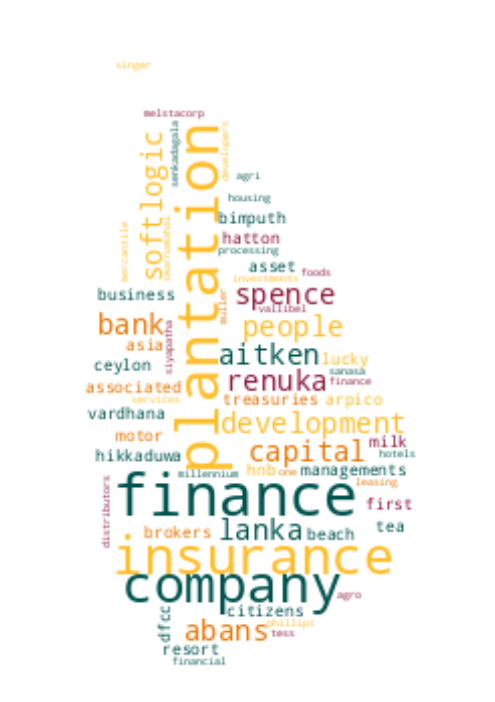 singer
melstacorp
senkadagala
developers
softlogic
plantation
agri
housing
bimputh
hatton
processing
mercantile
asset
foods
investments
business
spence
vallibel
muller
bank
people
asia
siyapatha
aitken
lucky
ceylon
sanasa
renuka
finance
associated
treasuries
arpico
services
vardhana
development
motor
milk
capital
hikkaduwa
hotels
hnb
one
managements
millennium
leasing
finance
distributors
first
lanka
tea
brokers
beach
insurance
company
agro
citizens
dfcc
phillips
abans
tess
resort
financial